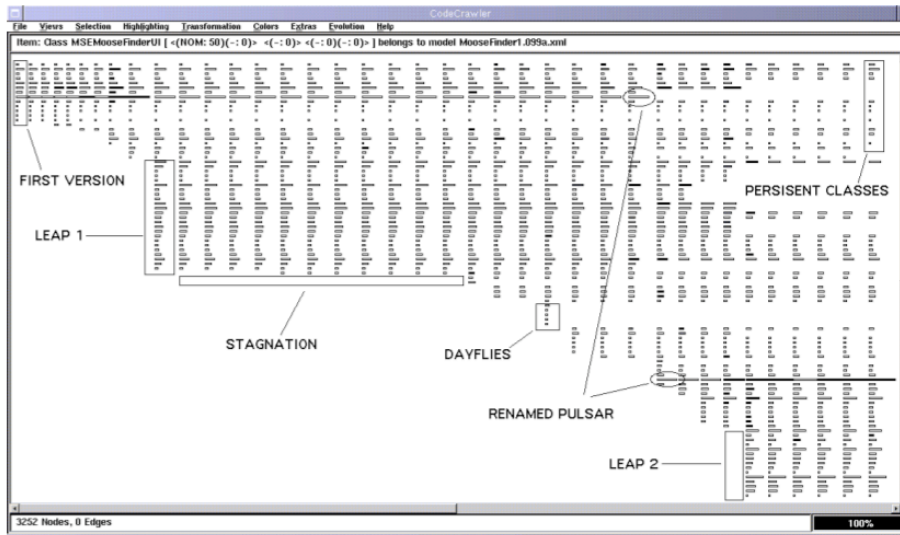 CodeCrawler
File Views Selection Highlighting Transformation Colors Extras Evolution Help
Item: Class MSEMooseFinderUI [ <(NOM: 50)(-: 0)> <(-: 0)> <(-: 0)(-: 0)> ] belongs to model MooseFinder1.099a.xml
FIRST VERSION
PERSISENT CLASSES
LEAP 1
STAGNATION
DAYFLIES
RENAMED PULSAR
LEAP 2
3252 Nodes, 0 Edges
100%